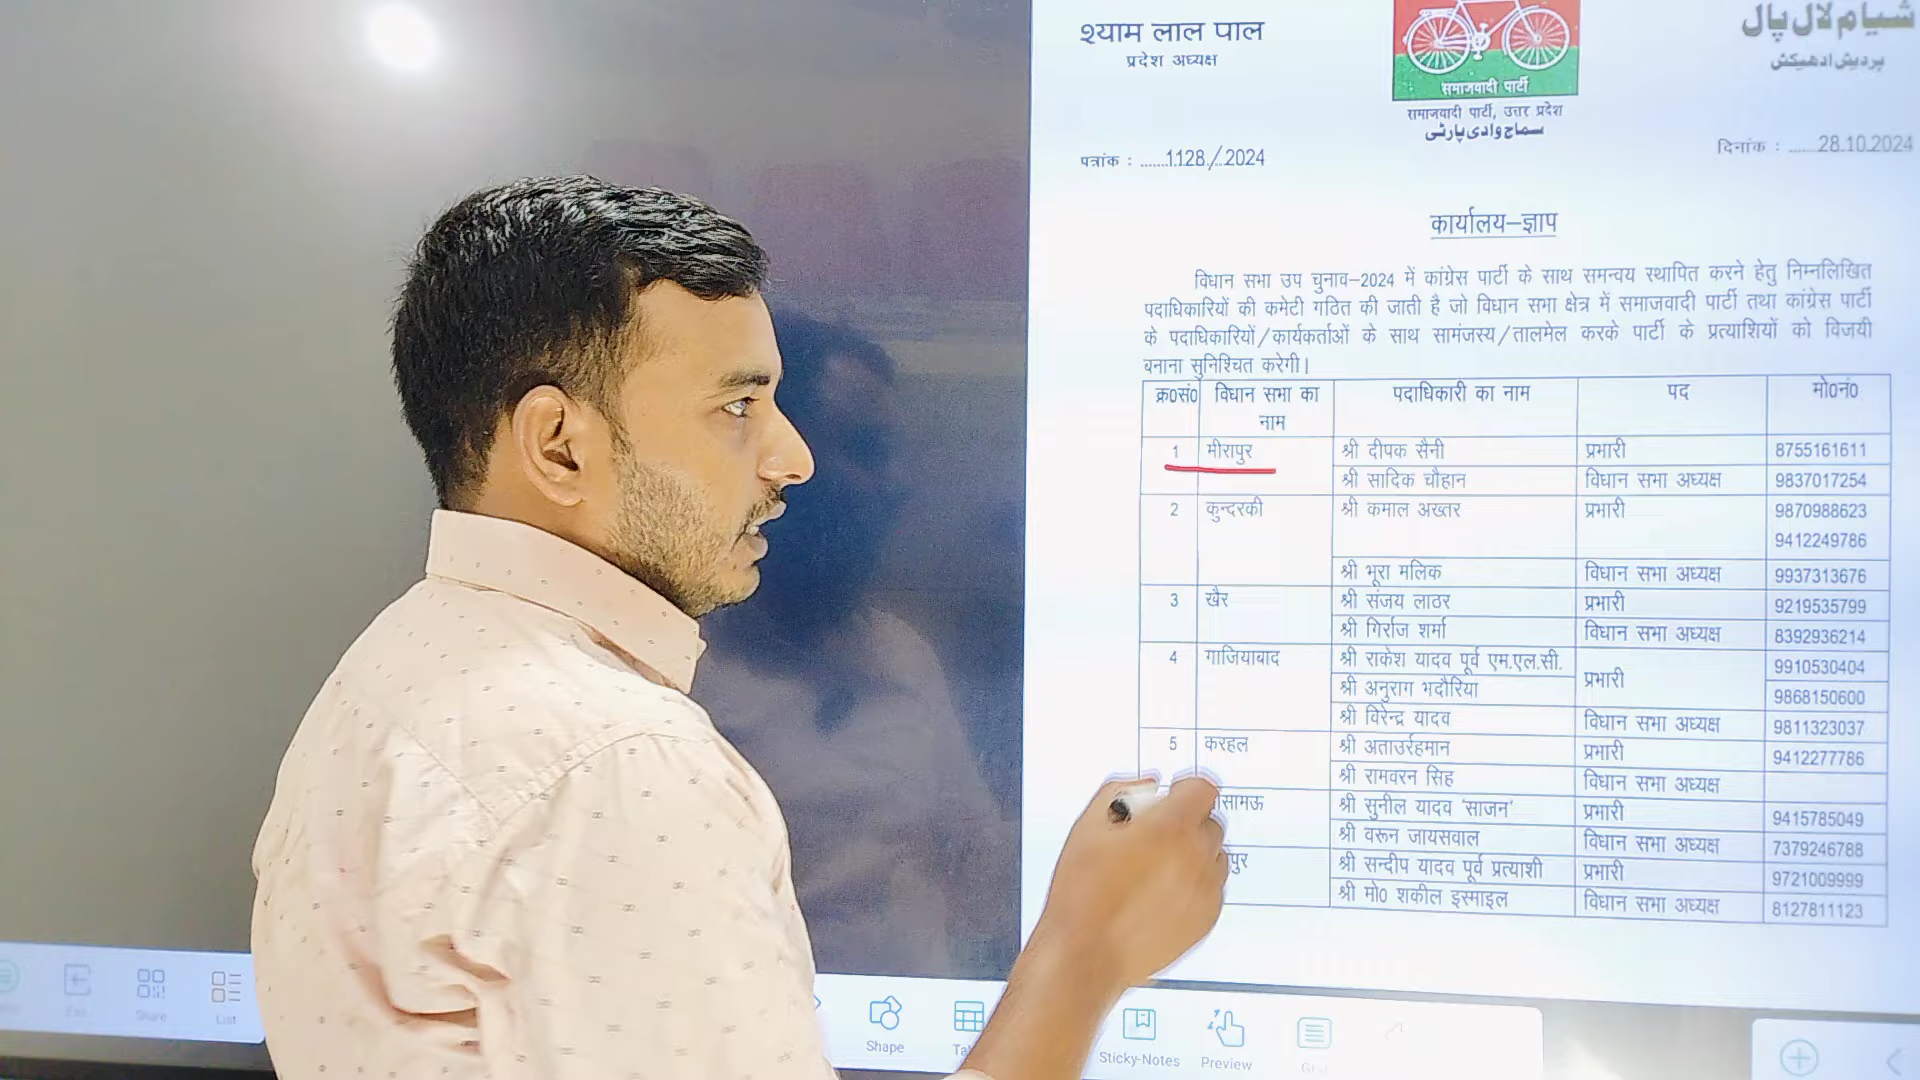 श्याम लाल पाल
प्रदेश अध्यक्ष
समाजवादी पार्टी
समाजवादी पार्टी, उत्तर प्रदेश
سماج وادی پارٹی
شیام لال پال
پردیش ادھیکش
पत्रांक : .......1128./..2024
दिनांक : ......28.10.2024
कार्यालय–ज्ञाप
विधान सभा उप चुनाव–2024 में कांग्रेस पार्टी के साथ समन्वय स्थापित करने हेतु निम्नलिखित
पदाधिकारियों की कमेटी गठित की जाती है जो विधान सभा क्षेत्र में समाजवादी पार्टी तथा कांग्रेस पार्टी
के पदाधिकारियों/कार्यकर्ताओं के साथ सामंजस्य/तालमेल करके पार्टी के प्रत्याशियों को विजयी
बनाना सुनिश्चित करेगी।
क्र0सं0 विधान सभा का नाम पदाधिकारी का नाम पद मो0नं0
1 मीरापुर श्री दीपक सैनी प्रभारी 8755161611
श्री सादिक चौहान विधान सभा अध्यक्ष 9837017254
2 कुन्दरकी श्री कमाल अख्तर प्रभारी 9870988623
9412249786
श्री भूरा मलिक विधान सभा अध्यक्ष 9937313676
3 खैर श्री संजय लाठर प्रभारी 9219535799
श्री गिर्राज शर्मा विधान सभा अध्यक्ष 8392936214
4 गाजियाबाद श्री राकेश यादव पूर्व एम.एल.सी. प्रभारी 9910530404
श्री अनुराग भदौरिया 9868150600
श्री विरेन्द्र यादव विधान सभा अध्यक्ष 9811323037
5 करहल श्री अताउर्रहमान प्रभारी 9412277786
श्री रामवरन सिंह विधान सभा अध्यक्ष
सामऊ श्री सुनील यादव 'साजन' प्रभारी 9415785049
श्री वरून जायसवाल विधान सभा अध्यक्ष 7379246788
पुर श्री सन्दीप यादव पूर्व प्रत्याशी प्रभारी 9721009999
श्री मो0 शकील इस्माइल विधान सभा अध्यक्ष 8127811123
Exit Share List Shape Sticky-Notes Preview